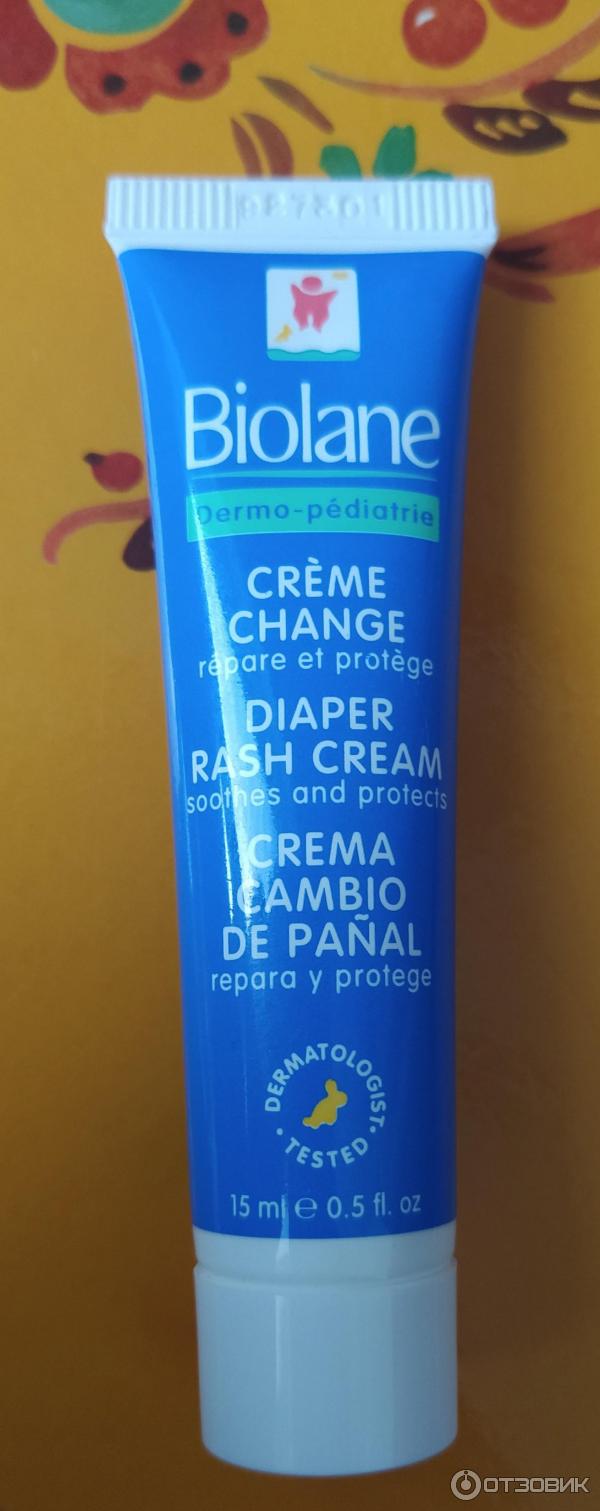 Biolane
Dermo-pédiatrie
CRÈME
CHANGE
répare et protège
DIAPER
RASH CREAM
soothes and protects
CREMA
CAMBIO
DE PAÑAL
repara y protege
DERMATOLOGIST
• TESTED •
15 ml ℮ 0.5 fl. oz
ОТЗОВИК